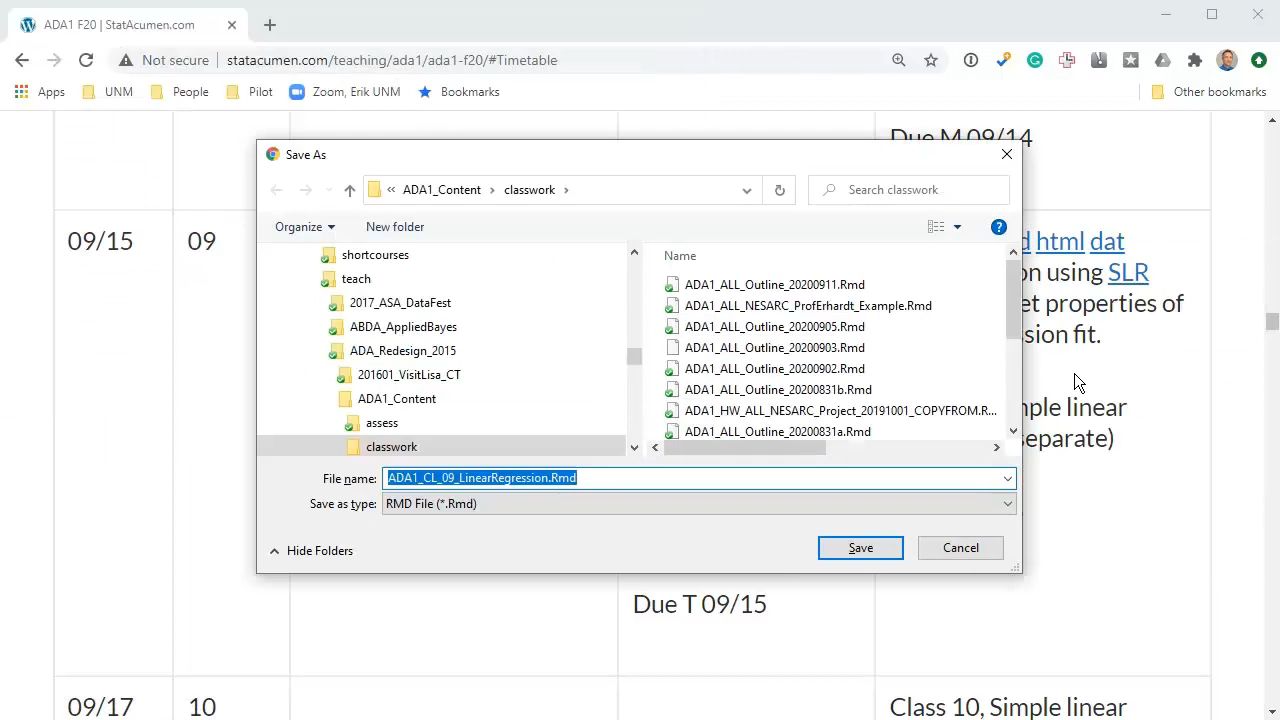 ADA1 F20 | StatAcumen.com
Not secure
statacumen.com/teaching/ada1/ada1-f20/#Timetable
Apps
UNM
People
Pilot
Zoom, Erik UNM
Bookmarks
Other bookmarks
Due M 09/14
Save As
« ADA1_Content > classwork >
Search classwork
Organize
New folder
shortcourses
teach
2017_ASA_DataFest
ABDA_AppliedBayes
ADA_Redesign_2015
201601_VisitLisa_CT
ADA1_Content
assess
classwork
Name
ADA1_ALL_Outline_20200911.Rmd
ADA1_ALL_NESARC_ProfErhardt_Example.Rmd
ADA1_ALL_Outline_20200905.Rmd
ADA1_ALL_Outline_20200903.Rmd
ADA1_ALL_Outline_20200902.Rmd
ADA1_ALL_Outline_20200831b.Rmd
ADA1_HW_ALL_NESARC_Project_20191001_COPYFROM.R...
ADA1_ALL_Outline_20200831a.Rmd
File name:
ADA1_CL_09_LinearRegression.Rmd
Save as type:
RMD File (*.Rmd)
Hide Folders
Save
Cancel
09/15
09
d html dat
on using SLR
et properties of
sion fit.
mple linear
separate)
Due T 09/15
09/17
10
Class 10, Simple linear